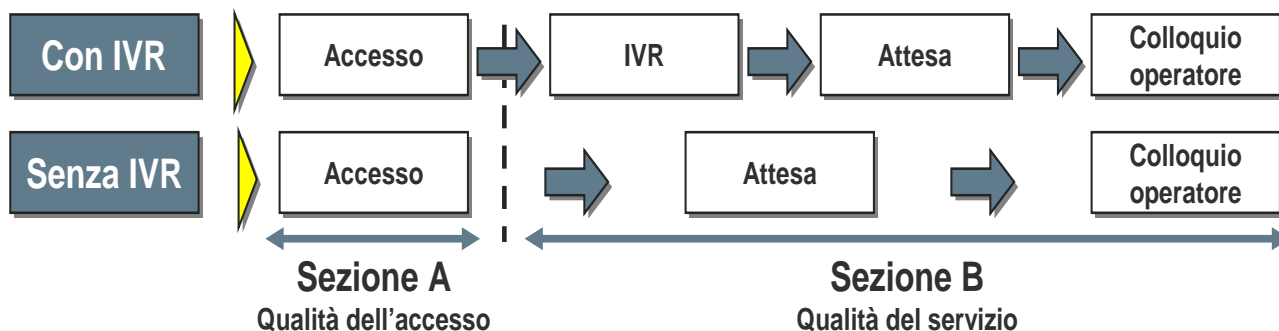 Con IVR
Accesso
IVR
Attesa
Colloquio
operatore
Senza IVR
Accesso
Attesa
Colloquio
operatore
Sezione A
Qualità dell'accesso
Sezione B
Qualità del servizio